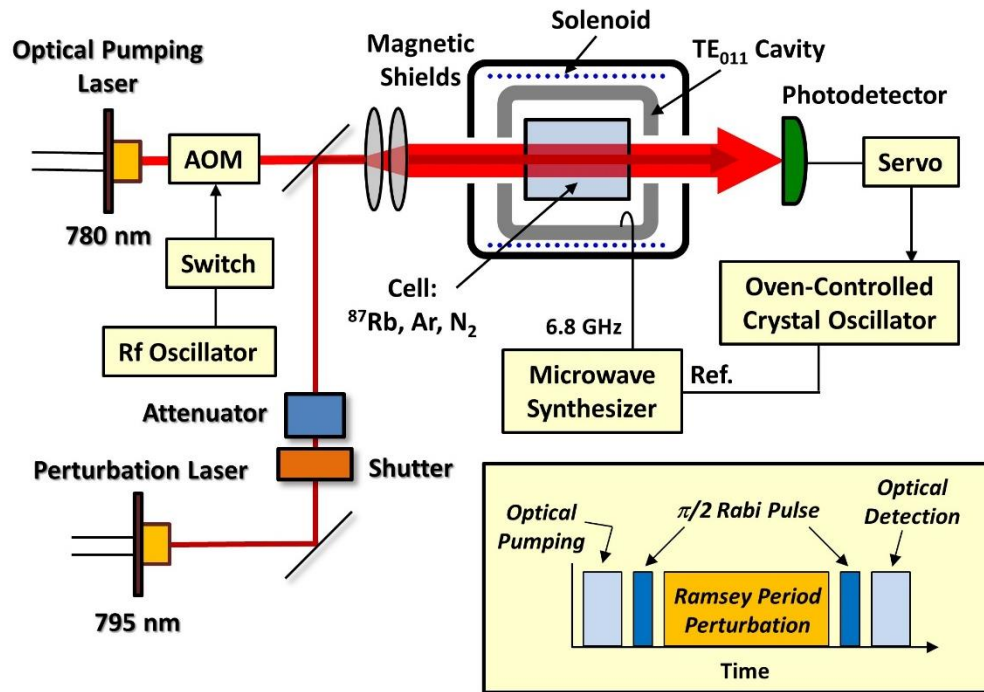 Optical Pumping
Laser
780 nm
AOM
Switch
Rf Oscillator
Magnetic
Shields
Solenoid
TE₀₁₁ Cavity
Photodetector
Servo
Cell:
⁸⁷Rb, Ar, N₂
6.8 GHz
Oven-Controlled
Crystal Oscillator
Microwave
Synthesizer
Ref.
Attenuator
Shutter
Perturbation Laser
795 nm
Optical
Pumping
π/2 Rabi Pulse
Optical
Detection
Ramsey Period
Perturbation
Time